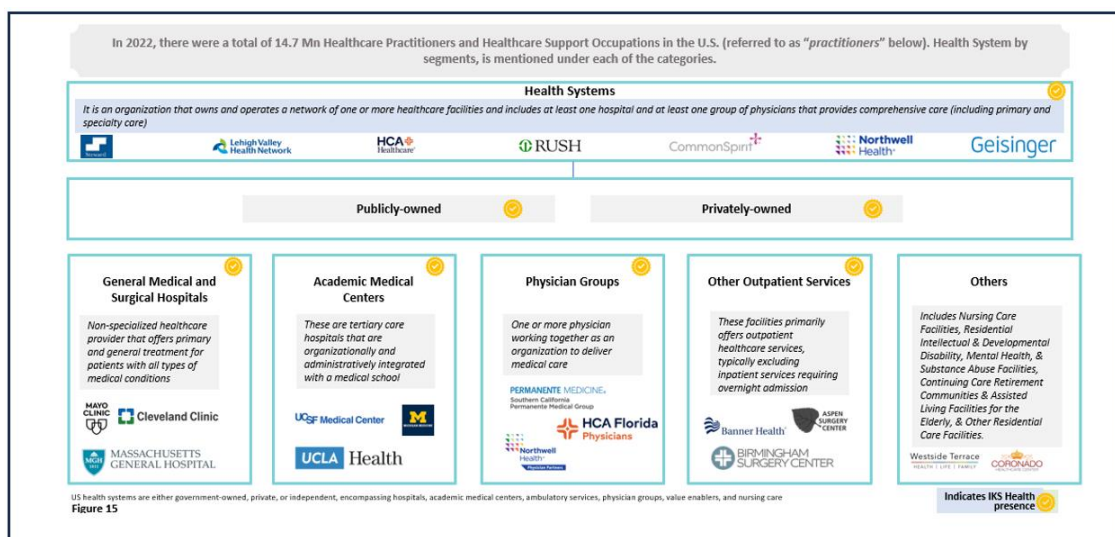 In 2022, there were a total of 14.7 Mn Healthcare Practitioners and Healthcare Support Occupations in the U.S. (referred to as “practitioners” below). Health System by
segments, is mentioned under each of the categories.
Health Systems
It is an organization that owns and operates a network of one or more healthcare facilities and includes at least one hospital and at least one group of physicians that provides comprehensive care (including primary and
specialty care)
Lehigh Valley
Health Network
HCA
Healthcare
RUSH
CommonSpirit
Northwell
Health
Geisinger
Publicly-owned
Privately-owned
General Medical and
Surgical Hospitals
Non-specialized healthcare
provider that offers primary
and general treatment for
patients with all types of
medical conditions
MAYO
CLINIC
Cleveland Clinic
MGH
MASSACHUSETTS
GENERAL HOSPITAL
Academic Medical
Centers
These are tertiary care
hospitals that are
organizationally and
administratively integrated
with a medical school
UCSF Medical Center
M
UCLA Health
Physician Groups
One or more physician
working together as an
organization to deliver
medical care
PERMANENTE MEDICINE®
Southern California
Permanente Medical Group
HCA Florida
Physicians
Northwell
Health
Physician Partners
Other Outpatient Services
These facilities primarily
offers outpatient
healthcare services,
typically excluding
inpatient services requiring
overnight admission
Banner Health
ASPEN
SURGERY
CENTER
BIRMINGHAM
SURGERY CENTER
Others
Includes Nursing Care
Facilities, Residential
Intellectual & Developmental
Disability, Mental Health, &
Substance Abuse Facilities,
Continuing Care Retirement
Communities & Assisted
Living Facilities for the
Elderly, & Other Residential
Care Facilities.
Westside Terrace
HEALTH | LIFE | FAMILY
CORONADO
HEALTHCARE CENTER
US health systems are either government-owned, private, or independent, encompassing hospitals, academic medical centers, ambulatory services, physician groups, value enablers, and nursing care
Figure 15
Indicates IKS Health
presence